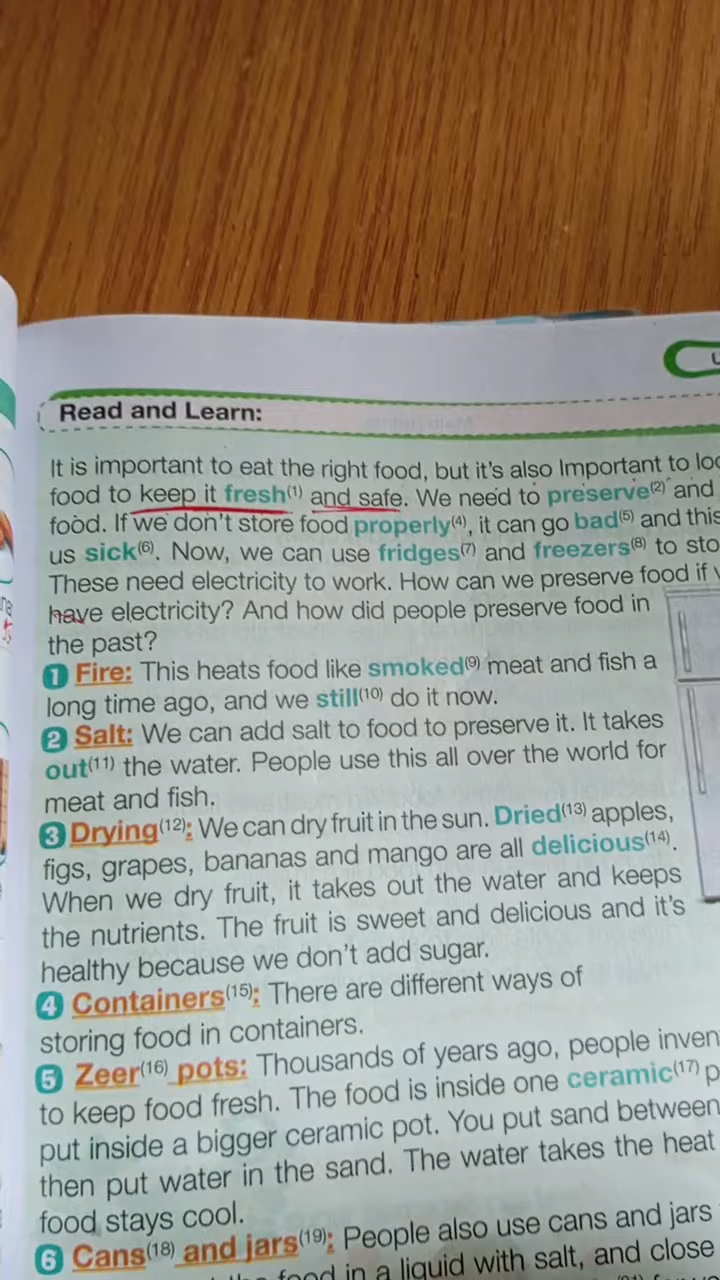 Read and Learn:
It is important to eat the right food, but it's also Important to
food to keep it fresh(1) and safe. We need to preserve(2) and
food. If we don't store food properly(4), it can go bad(5) and this
us sick(6). Now, we can use fridges(7) and freezers(8) to
These need electricity to work. How can we preserve food if
have electricity? And how did people preserve food in
the past?
1 Fire: This heats food like smoked(9) meat and fish a
long time ago, and we still(10) do it now.
2 Salt: We can add salt to food to preserve it. It takes
out(11) the water. People use this all over the world for
meat and fish.
3 Drying(12): We can dry fruit in the sun. Dried(13) apples,
figs, grapes, bananas and mango are all delicious(14).
When we dry fruit, it takes out the water and keeps
the nutrients. The fruit is sweet and delicious and it's
healthy because we don't add sugar.
4 Containers(15): There are different ways of
storing food in containers.
5 Zeer(16) pots: Thousands of years ago, people
to keep food fresh. The food is inside one ceramic(17)
put inside a bigger ceramic pot. You put sand between
then put water in the sand. The water takes the heat
food stays cool.
6 Cans(18) and jars(19): People also use cans and jars
food in a liquid with salt, and close